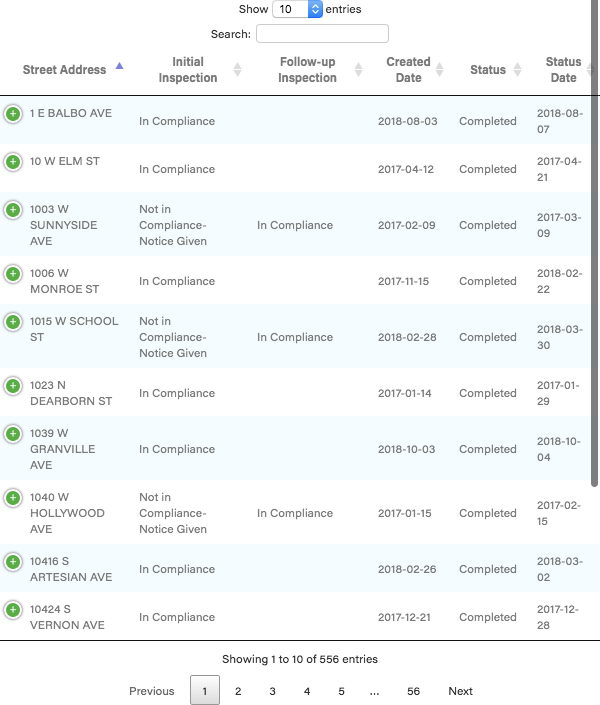 Show 10 entries
Search:
Street Address Initial Inspection Follow-up Inspection Created Date Status Status Date
1 E BALBO AVE In Compliance 2018-08-03 Completed 2018-08-07
10 W ELM ST In Compliance 2017-04-12 Completed 2017-04-21
1003 W SUNNYSIDE AVE Not in Compliance-Notice Given In Compliance 2017-02-09 Completed 2017-03-09
1006 W MONROE ST In Compliance 2017-11-15 Completed 2018-02-22
1015 W SCHOOL ST Not in Compliance-Notice Given In Compliance 2018-02-28 Completed 2018-03-30
1023 N DEARBORN ST In Compliance 2017-01-14 Completed 2017-01-29
1039 W GRANVILLE AVE In Compliance 2018-10-03 Completed 2018-10-04
1040 W HOLLYWOOD AVE Not in Compliance-Notice Given In Compliance 2017-01-15 Completed 2017-02-15
10416 S ARTESIAN AVE In Compliance 2018-02-26 Completed 2018-03-02
10424 S VERNON AVE In Compliance 2017-12-21 Completed 2017-12-28
Showing 1 to 10 of 556 entries
Previous 1 2 3 4 5 ... 56 Next